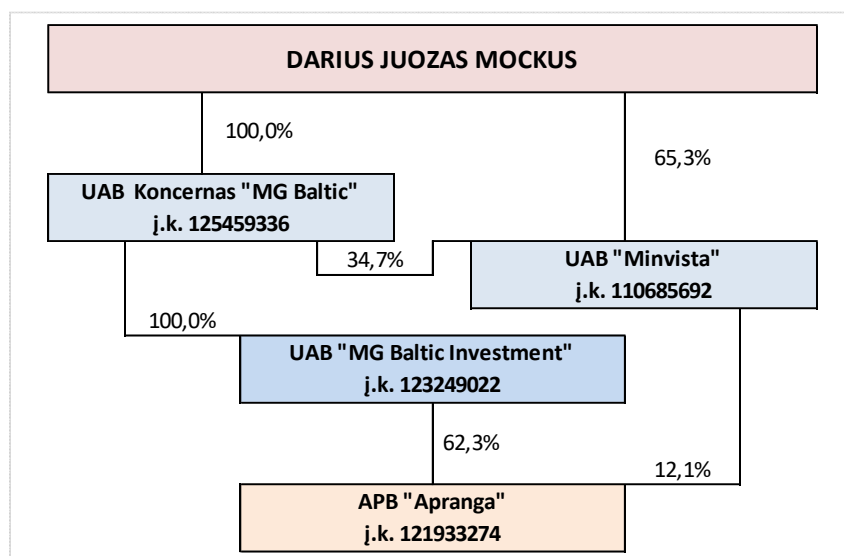 DARIUS JUOZAS MOCKUS
100,0%
65,3%
UAB Koncernas "MG Baltic"
į.k. 125459336
34,7%
UAB "Minvista"
į.k. 110685692
100,0%
UAB "MG Baltic Investment"
į.k. 123249022
62,3%
12,1%
APB "Apranga"
į.k. 121933274